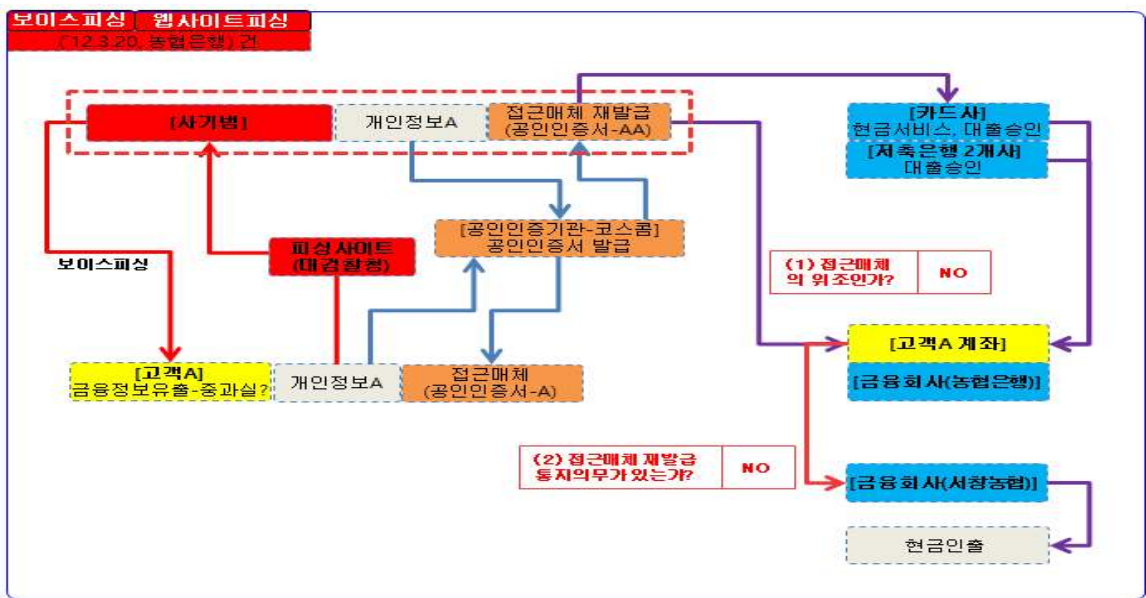 보이스피싱 웹사이트피싱
('12.3.20, 농협은행) 건
[사기범]
개인정보A
접근매체 재발급
(공인인증서-AA)
[카드사]
현금서비스, 대출승인
[저축은행 2개사]
대출승인
[공인인증기관-코스콤]
공인인증서 발급
피싱사이트
(대검찰청)
보이스피싱
(1) 접근매체
의 위조인가?
NO
[고객A]
금융정보유출-중과실?
개인정보A
접근매체
(공인인증서-A)
[고객A 계좌]
[금융회사(농협은행)]
(2) 접근매체 재발급
통지의무가 있는가?
NO
[금융회사(서창농협)]
현금인출